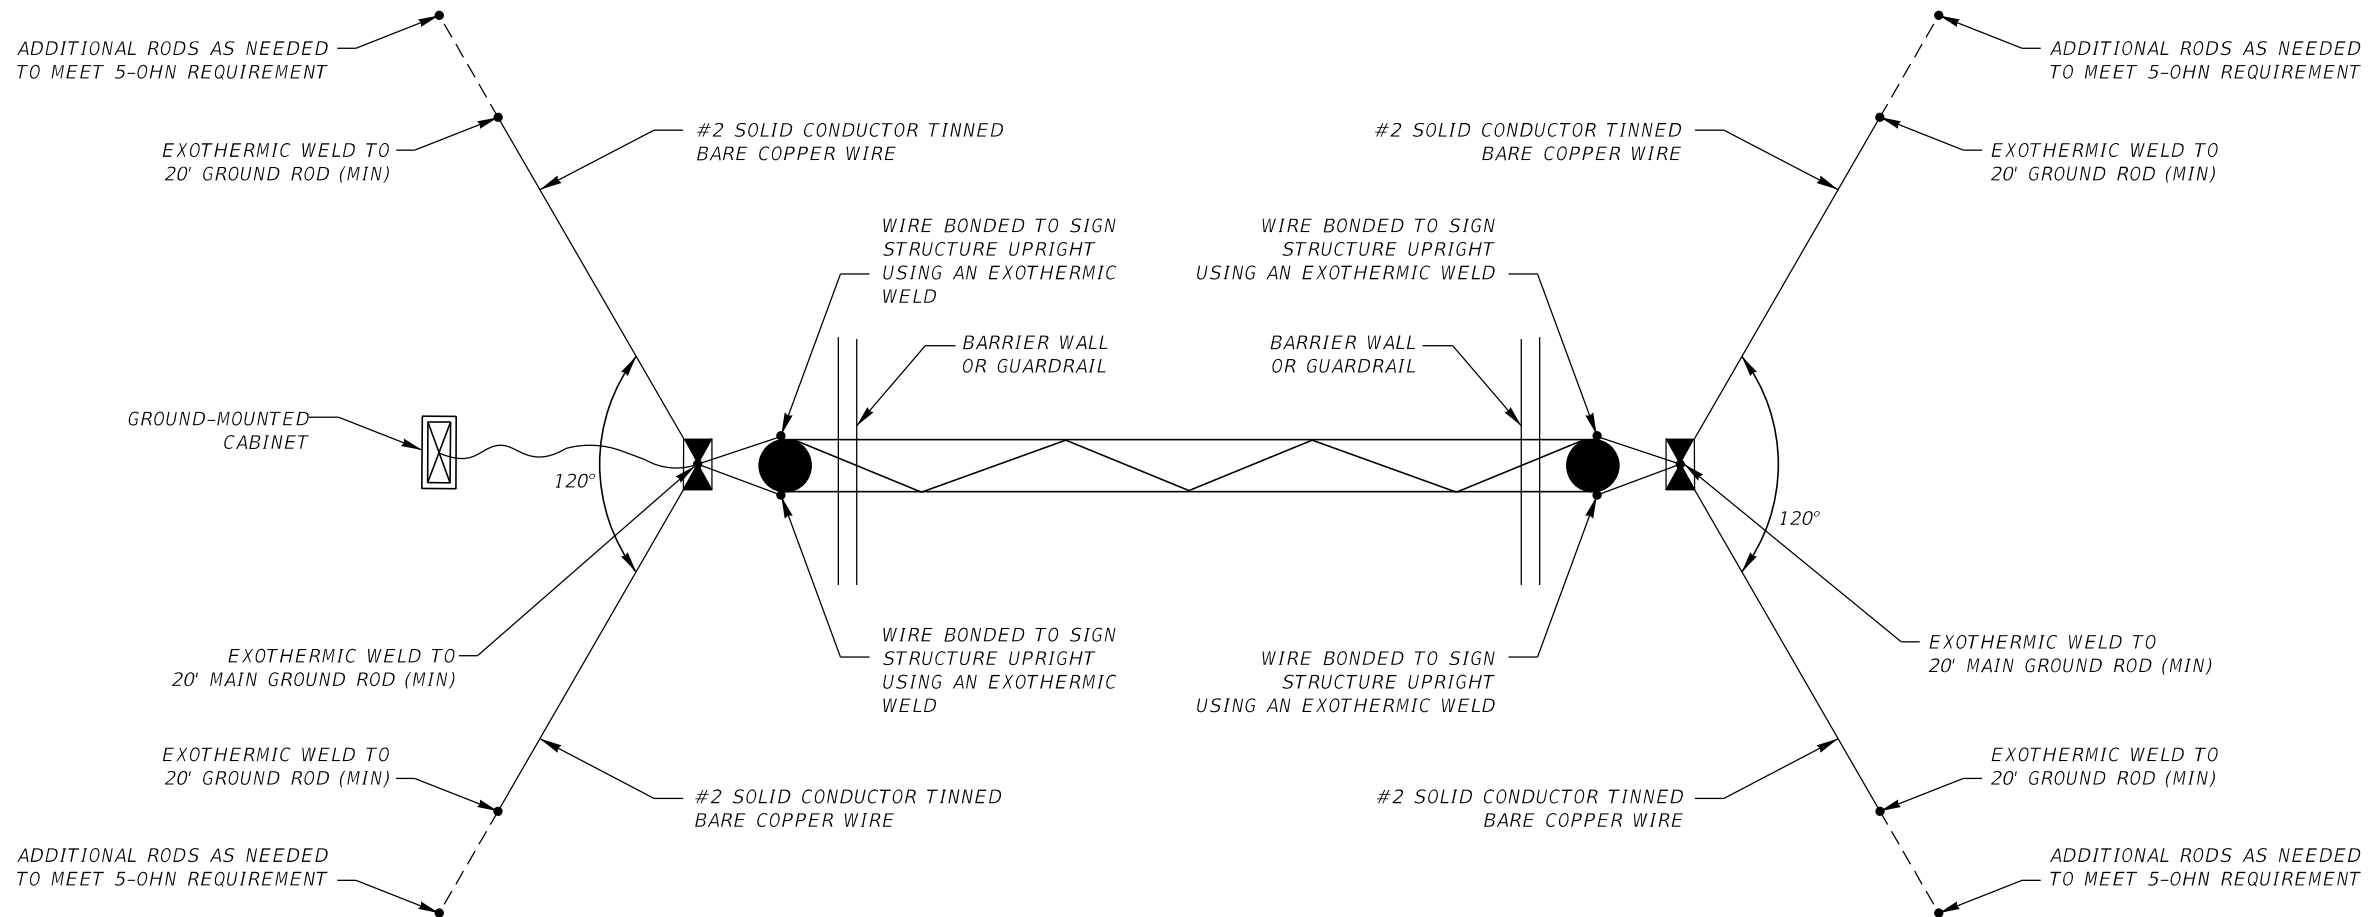 ADDITIONAL RODS AS NEEDED
TO MEET 5-OHN REQUIREMENT
ADDITIONAL RODS AS NEEDED
TO MEET 5-OHN REQUIREMENT
EXOTHERMIC WELD TO
20' GROUND ROD (MIN)
#2 SOLID CONDUCTOR TINNED
BARE COPPER WIRE
#2 SOLID CONDUCTOR TINNED
BARE COPPER WIRE
EXOTHERMIC WELD TO
20' GROUND ROD (MIN)
WIRE BONDED TO SIGN
STRUCTURE UPRIGHT
USING AN EXOTHERMIC
WELD
WIRE BONDED TO SIGN
STRUCTURE UPRIGHT
USING AN EXOTHERMIC WELD
BARRIER WALL
OR GUARDRAIL
BARRIER WALL
OR GUARDRAIL
GROUND-MOUNTED
CABINET
120°
120°
EXOTHERMIC WELD TO
20' MAIN GROUND ROD (MIN)
WIRE BONDED TO SIGN
STRUCTURE UPRIGHT
USING AN EXOTHERMIC
WELD
WIRE BONDED TO SIGN
STRUCTURE UPRIGHT
USING AN EXOTHERMIC WELD
EXOTHERMIC WELD TO
20' MAIN GROUND ROD (MIN)
EXOTHERMIC WELD TO
20' GROUND ROD (MIN)
#2 SOLID CONDUCTOR TINNED
BARE COPPER WIRE
#2 SOLID CONDUCTOR TINNED
BARE COPPER WIRE
EXOTHERMIC WELD TO
20' GROUND ROD (MIN)
ADDITIONAL RODS AS NEEDED
TO MEET 5-OHN REQUIREMENT
ADDITIONAL RODS AS NEEDED
TO MEET 5-OHN REQUIREMENT